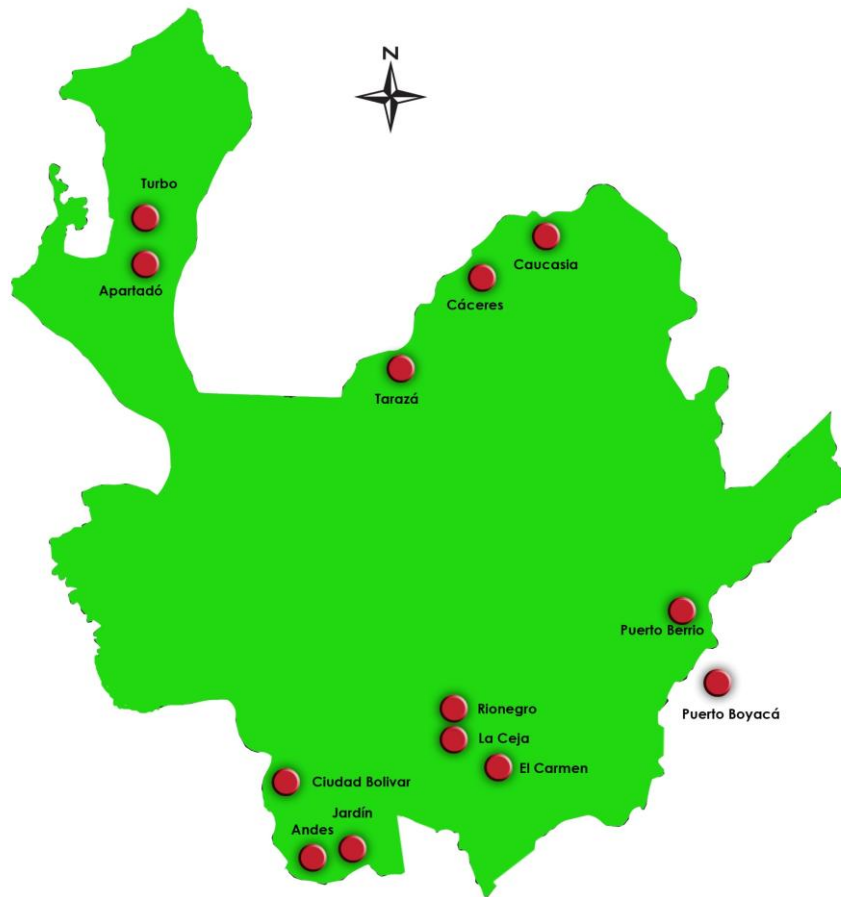 N
Turbo
Apartadó
Caucasia
Cáceres
Tarazá
Puerto Berrio
Puerto Boyacá
Rionegro
La Ceja
El Carmen
Ciudad Bolivar
Jardín
Andes